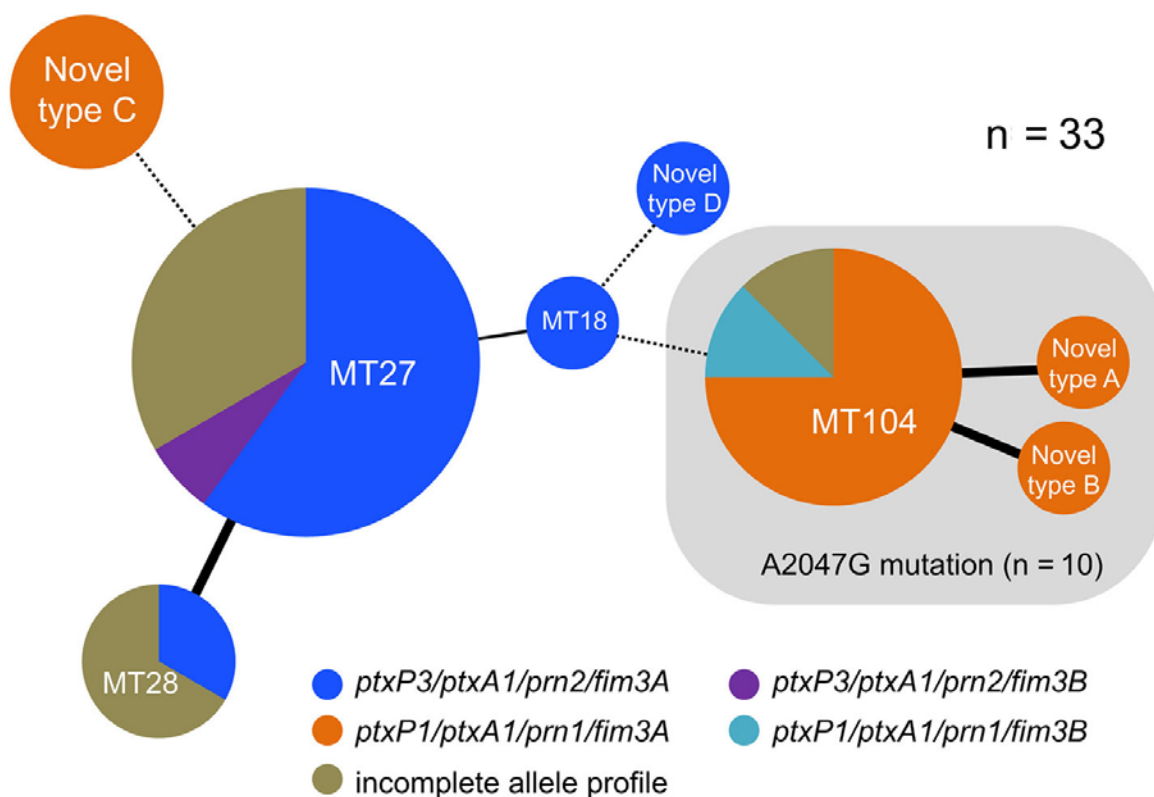 Novel
type C
n = 33
Novel
type D
MT18
MT27
Novel
type A
MT104
Novel
type B
A2047G mutation (n = 10)
MT28
ptxP3/ptxA1/prn2/fim3A
ptxP3/ptxA1/prn2/fim3B
ptxP1/ptxA1/prn1/fim3A
ptxP1/ptxA1/prn1/fim3B
incomplete allele profile